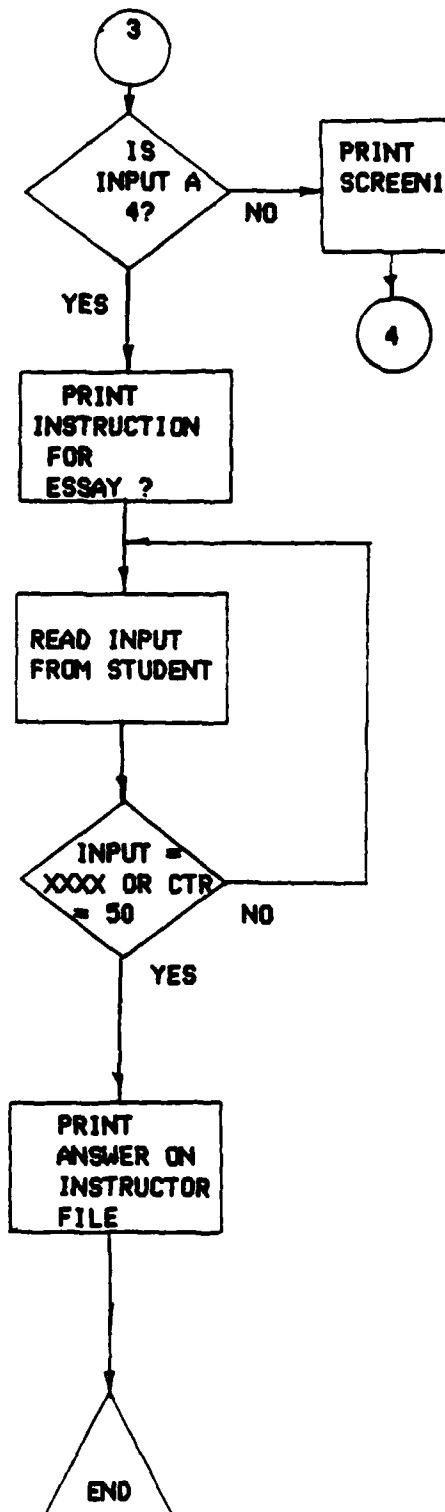 3
IS
INPUT A
4?
NO
PRINT
SCREEN1
4
YES
PRINT
INSTRUCTION
FOR
ESSAY ?
READ INPUT
FROM STUDENT
INPUT =
XXXX OR CTR
= 50
NO
YES
PRINT
ANSWER ON
INSTRUCTOR
FILE
END